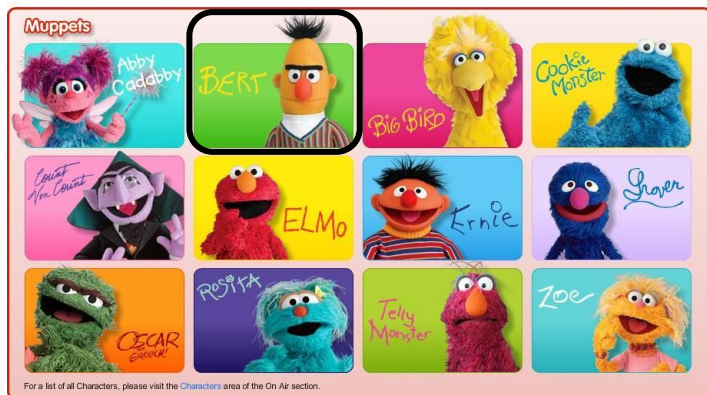 Muppets
Abby
Cadabby
BERT
BIG BIRD
Cookie
Monster
Count
Von Count
ELMO
Ernie
Grover
OSCAR
GROUCH!
ROSITA
Telly
Monster
ZOE
For a list of all Characters, please visit the Characters area of the On Air section.